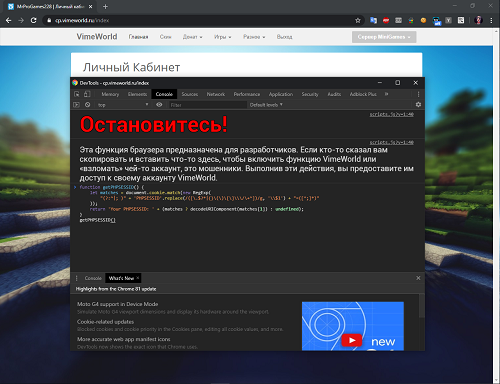 MrProGames228 | Личный Кабинет
cp.vimeworld.ru/index
VimeWorld
Главная
Скин
Донат
Игры
Разное
Выход
Сервер MiniGames
Личный Кабинет
DevTools - cp.vimeworld.ru/index
Memory Elements Console Sources Network Performance Application Security Audits Adblock Plus
top
Filter
Default levels
scripts.js?v=1:40
Остановитесь!
scripts.js?v=1:40
Эта функция браузера предназначена для разработчиков. Если кто-то сказал вам
скопировать и вставить что-то здесь, чтобы включить функцию VimeWorld или
«взломать» чей-то аккаунт, это мошенники. Выполнив эти действия, вы предоставите им
доступ к своему аккаунту VimeWorld.
function getPHPSESSID() {
let matches = document.cookie.match(new RegExp(
));
return 'Your PHPSESSID: ' + (matches ? decodeURIComponent(matches[1]) : undefined);
}
getPHPSESSID()
Console
What's New
Highlights from the Chrome 81 update
Moto G4 support in Device Mode
Simulate Moto G4 viewport dimensions and display its hardware around the viewport.
Cookie-related updates
Blocked cookies and cookie priority in the Cookies pane, editing all cookie values, and more.
More accurate web app manifest icons
DevTools now shows the exact icon that Chrome uses.
new